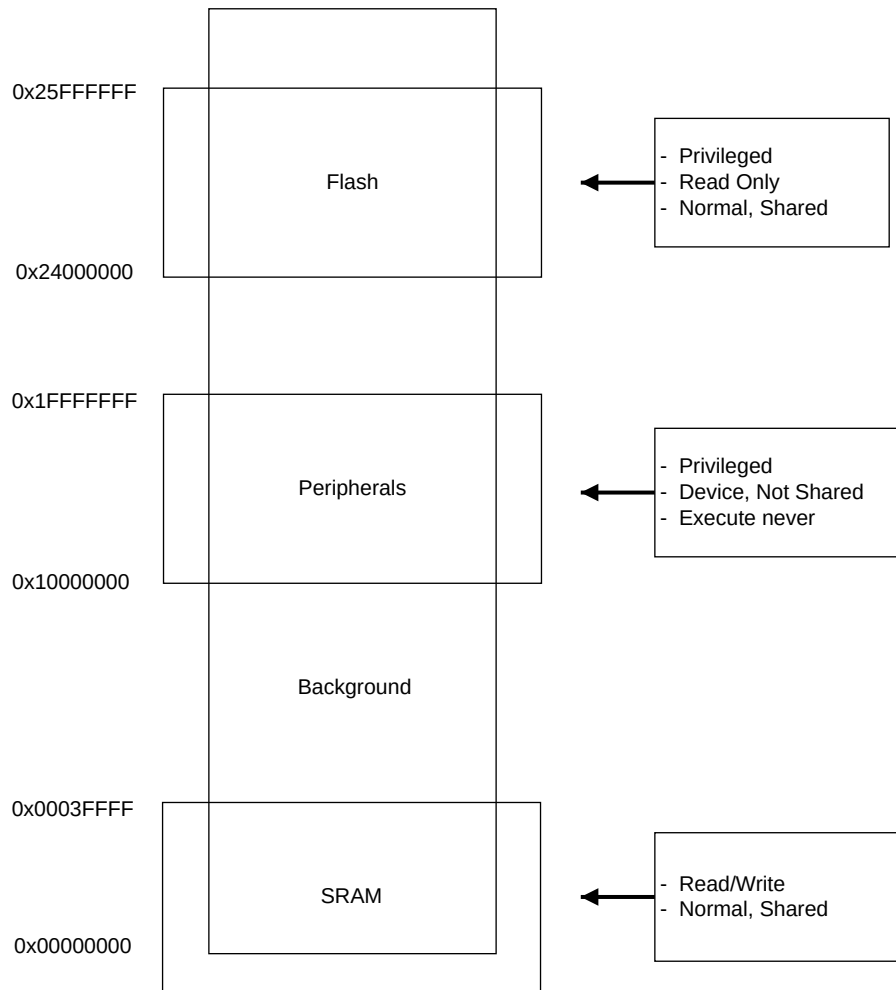 0x25FFFFFF
Flash
- Privileged
- Read Only
- Normal, Shared
0x24000000
0x1FFFFFFF
Peripherals
- Privileged
- Device, Not Shared
- Execute never
0x10000000
Background
0x0003FFFF
SRAM
- Read/Write
- Normal, Shared
0x00000000